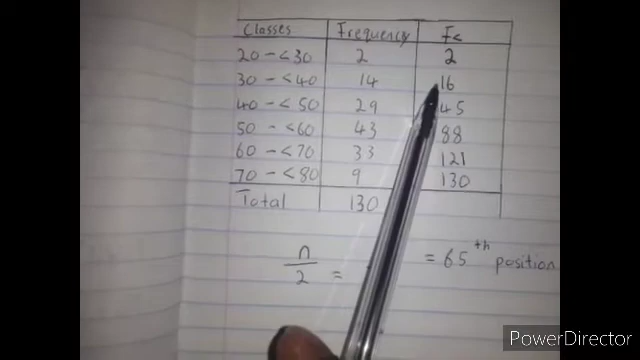 Classes Frequency F<
20 - <30 2 2
30 - <40 14 16
40 - <50 29 45
50 - <60 43 88
60 - <70 33 121
70 - <80 9 130
Total 130
n/2 = = 65th position
PowerDirector